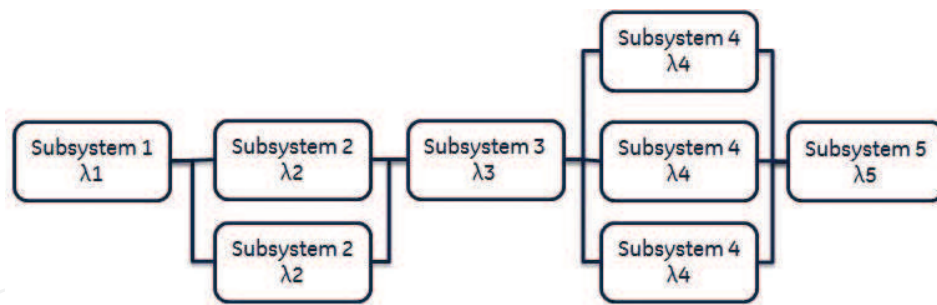 Subsystem 1
λ1
Subsystem 2
λ2
Subsystem 2
λ2
Subsystem 3
λ3
Subsystem 4
λ4
Subsystem 4
λ4
Subsystem 4
λ4
Subsystem 5
λ5